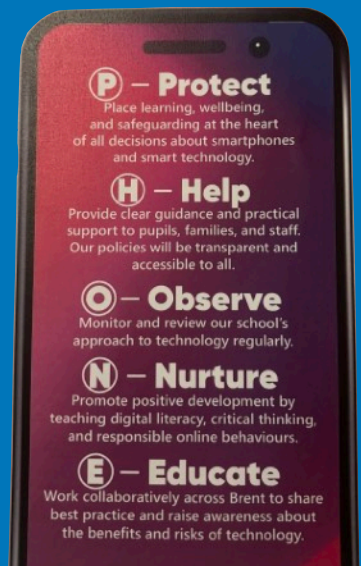 P – Protect
Place learning, wellbeing,
and safeguarding at the heart
of all decisions about smartphones
and smart technology.
H – Help
Provide clear guidance and practical
support to pupils, families, and staff.
Our policies will be transparent and
accessible to all.
O – Observe
Monitor and review our school's
approach to technology regularly.
N – Nurture
Promote positive development by
teaching digital literacy, critical thinking,
and responsible online behaviours.
E – Educate
Work collaboratively across Brent to share
best practice and raise awareness about
the benefits and risks of technology.